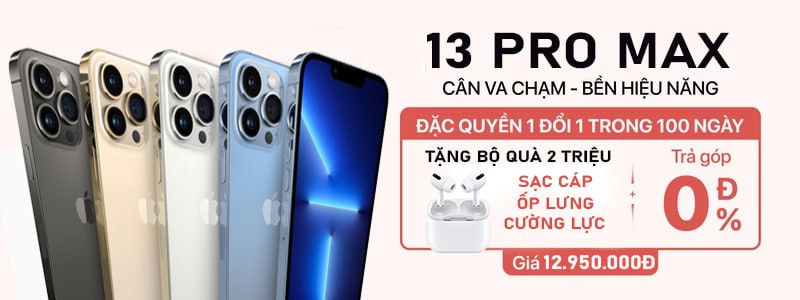 13 PRO MAX
CÂN VA CHẠM - BỀN HIỆU NĂNG
ĐẶC QUYỀN 1 ĐỔI 1 TRONG 100 NGÀY
TẶNG BỘ QUÀ 2 TRIỆU
SẠC CÁP
ỐP LƯNG
CƯỜNG LỰC
+
Trả góp
0Đ
%
Giá 12.950.000Đ